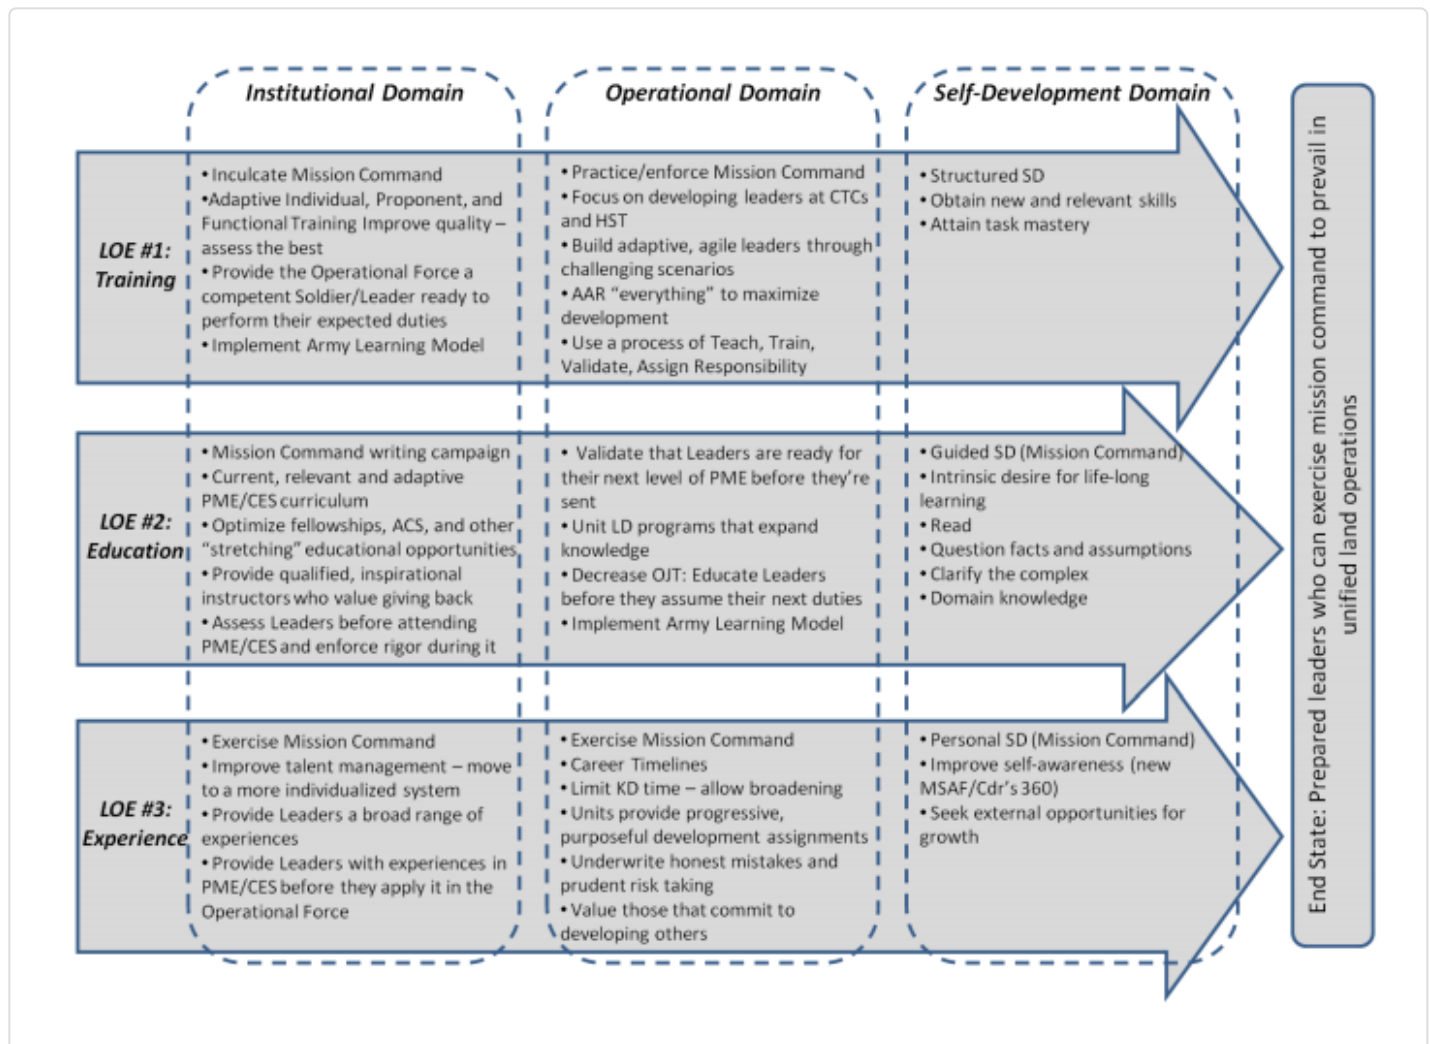 Institutional Domain
Operational Domain
Self-Development Domain
LOE #1:
Training
• Inculcate Mission Command
•Adaptive Individual, Proponent, and
Functional Training Improve quality –
assess the best
• Provide the Operational Force a
competent Soldier/Leader ready to
perform their expected duties
• Implement Army Learning Model
• Practice/enforce Mission Command
• Focus on developing leaders at CTCs
and HST
• Build adaptive, agile leaders through
challenging scenarios
• AAR “everything” to maximize
development
• Use a process of Teach, Train,
Validate, Assign Responsibility
• Structured SD
• Obtain new and relevant skills
• Attain task mastery
LOE #2:
Education
• Mission Command writing campaign
• Current, relevant and adaptive
PME/CES curriculum
• Optimize fellowships, ACS, and other
“stretching” educational opportunities
• Provide qualified, inspirational
instructors who value giving back
• Assess Leaders before attending
PME/CES and enforce rigor during it
• Validate that Leaders are ready for
their next level of PME before they’re
sent
• Unit LD programs that expand
knowledge
• Decrease OJT: Educate Leaders
before they assume their next duties
• Implement Army Learning Model
• Guided SD (Mission Command)
• Intrinsic desire for life-long
learning
• Read
• Question facts and assumptions
• Clarify the complex
• Domain knowledge
LOE #3:
Experience
• Exercise Mission Command
• Improve talent management – move
to a more individualized system
• Provide Leaders a broad range of
experiences
• Provide Leaders with experiences in
PME/CES before they apply it in the
Operational Force
• Exercise Mission Command
• Career Timelines
• Limit KD time – allow broadening
• Units provide progressive,
purposeful development assignments
• Underwrite honest mistakes and
prudent risk taking
• Value those that commit to
developing others
• Personal SD (Mission Command)
• Improve self-awareness (new
MSAF/Cdr’s 360)
• Seek external opportunities for
growth
End State: Prepared leaders who can exercise mission command to prevail in
unified land operations